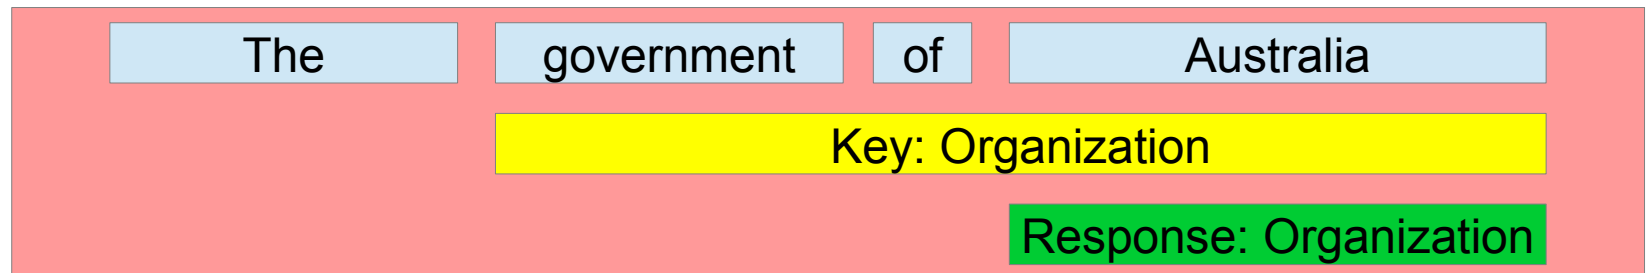 The government of Australia
Key: Organization
Response: Organization